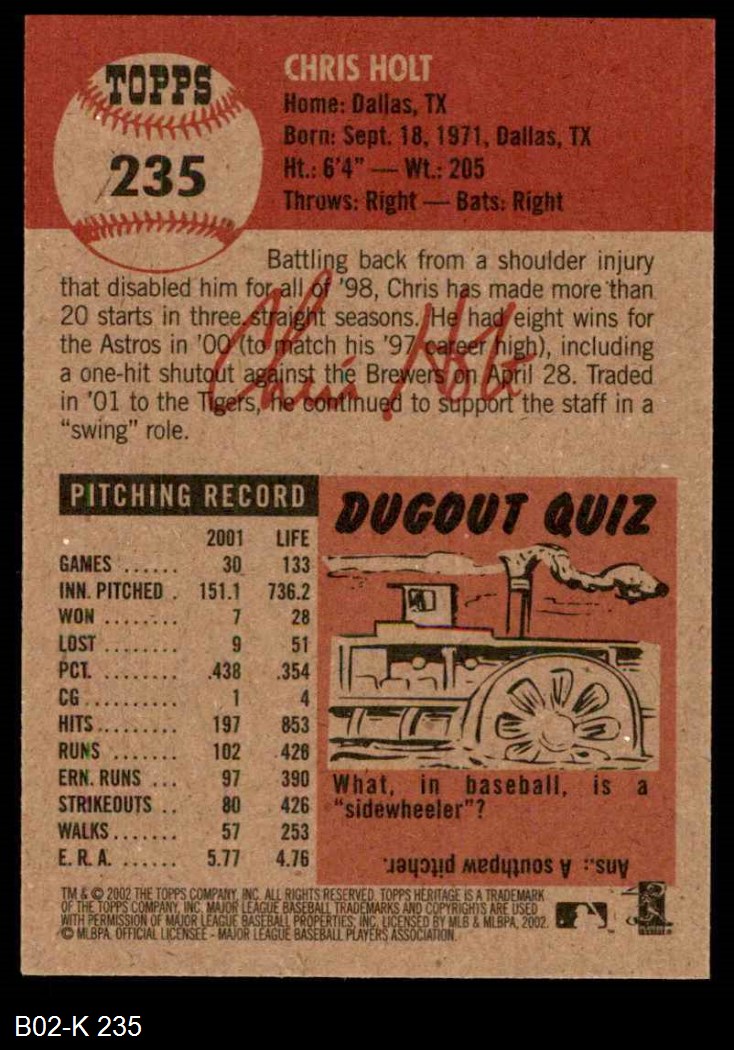 TOPPS
235
CHRIS HOLT
Home: Dallas, TX
Born: Sept. 18, 1971, Dallas, TX
Ht.: 6'4" — Wt.: 205
Throws: Right — Bats: Right
Battling back from a shoulder injury
that disabled him for all of '98, Chris has made more than
20 starts in three straight seasons. He had eight wins for
the Astros in '00 (to match his '97 career high), including
a one-hit shutout against the Brewers on April 28. Traded
in '01 to the Tigers, he continued to support the staff in a
"swing" role.
Chris Holt
PITCHING RECORD
2001 LIFE
GAMES ...... 30 133
INN. PITCHED . 151.1 736.2
WON ....... 7 28
LOST ....... 9 51
PCT. ........ .438 .354
CG ......... 1 4
HITS ........ 197 853
RUNS ....... 102 428
ERN. RUNS ... 97 390
STRIKEOUTS .. 80 426
WALKS ....... 57 253
E. R. A. ...... 5.77 4.76
DUGOUT QUIZ
What, in baseball, is a
"sidewheeler"?
Ans.: A southpaw pitcher.
TM & © 2002 THE TOPPS COMPANY, INC. ALL RIGHTS RESERVED. TOPPS HERITAGE IS A TRADEMARK
OF THE TOPPS COMPANY, INC. MAJOR LEAGUE BASEBALL TRADEMARKS AND COPYRIGHTS ARE USED
WITH PERMISSION OF MAJOR LEAGUE BASEBALL PROPERTIES, INC. LICENSED BY MLB & MLBPA, 2002.
© MLBPA. OFFICIAL LICENSEE - MAJOR LEAGUE BASEBALL PLAYERS ASSOCIATION.
B02-K 235